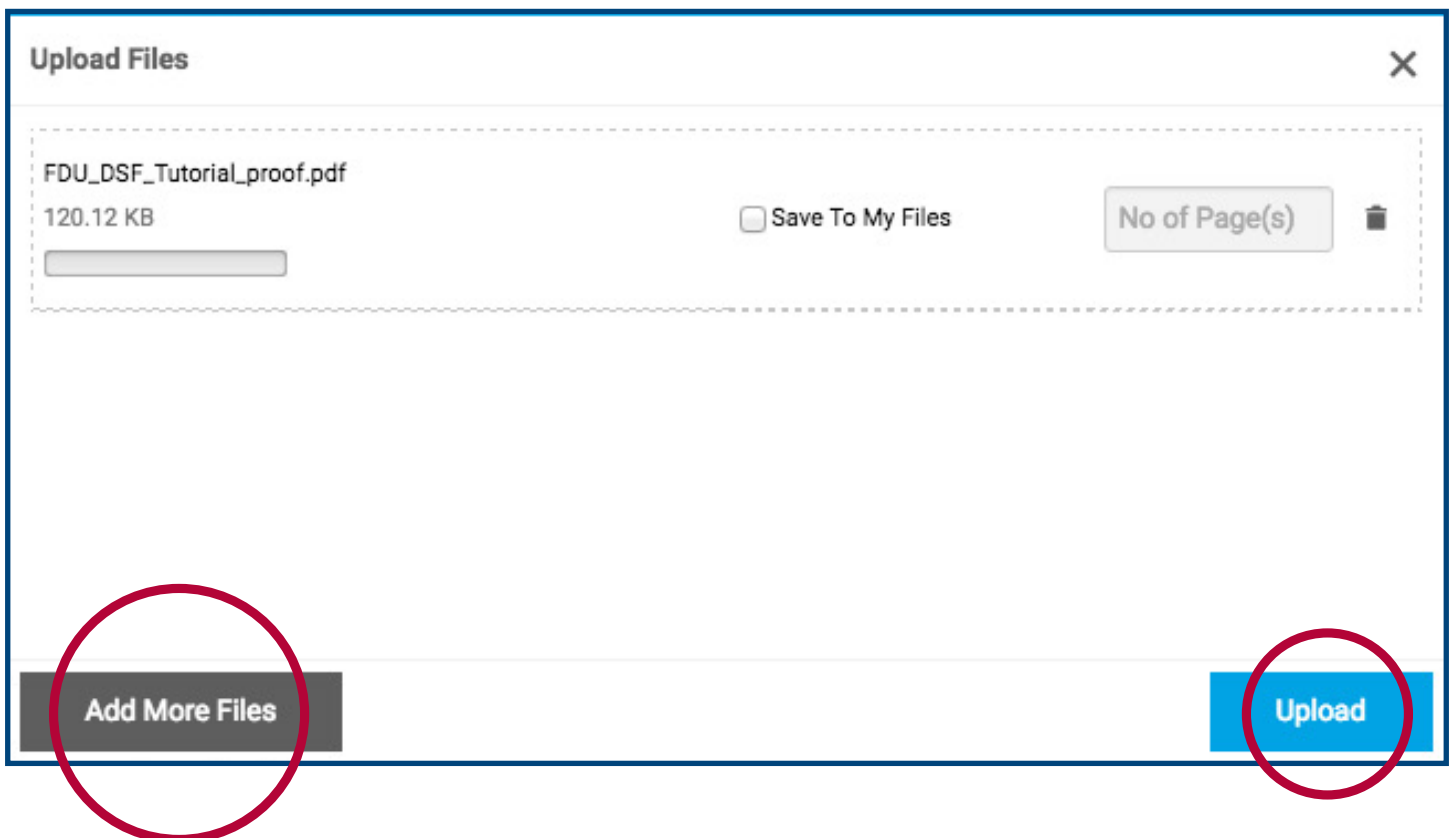 Upload Files
FDU_DSF_Tutorial_proof.pdf
120.12 KB
Save To My Files
No of Page(s)
Add More Files
Upload